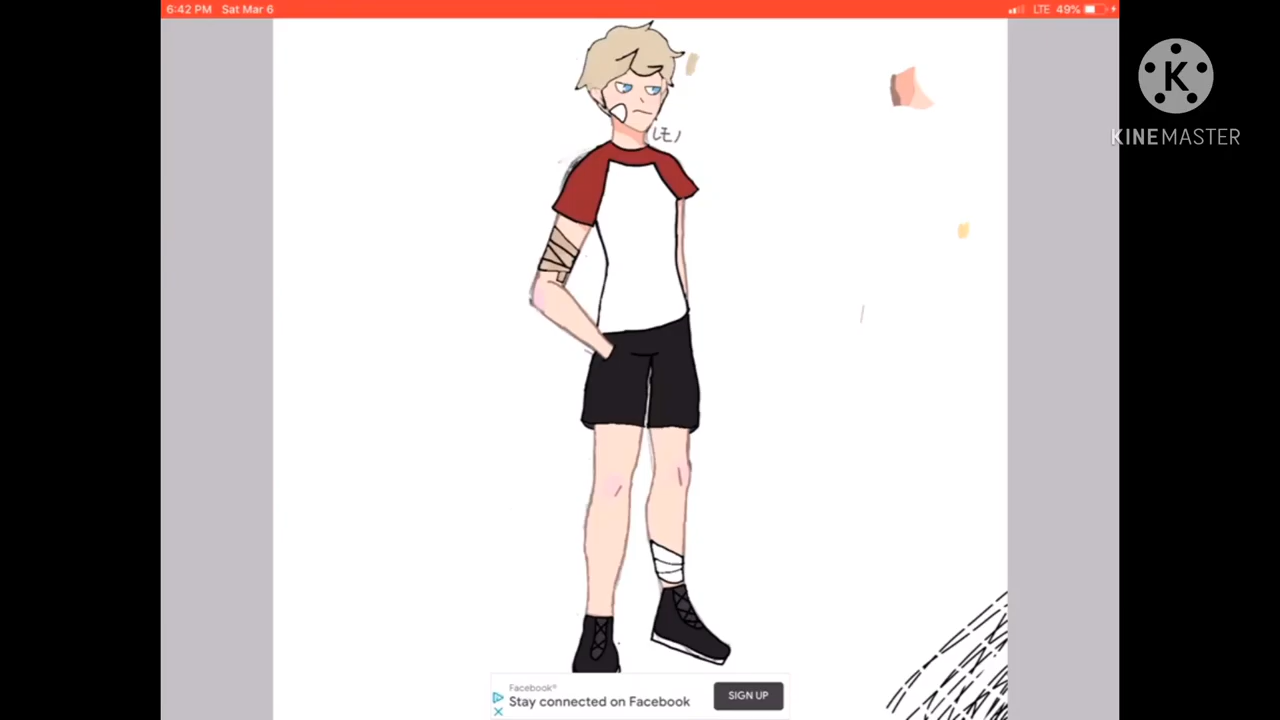 6:42 PM Sat Mar 6
LTE 49%
K
KINEMASTER
Facebook®
Stay connected on Facebook
SIGN UP